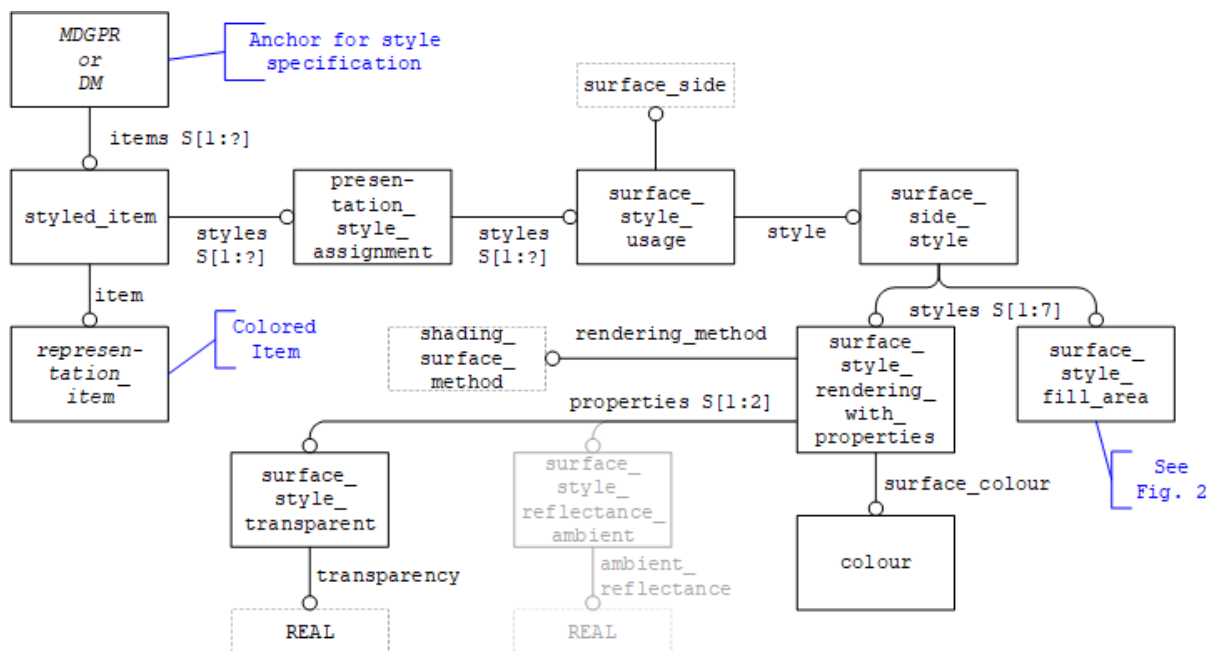 MDGPR
or
DM
Anchor for style
specification
surface_side
items S[1:?]
styled_item
styles
S[1:?]
presen-
tation_
style_
assignment
styles
S[1:?]
surface_
style_
usage
style
surface_
side_
style
item
styles S[1:7]
represen-
tation_
item
Colored
Item
shading_
surface_
method
rendering_method
surface_
style_
rendering_
with_
properties
surface_
style_
fill_area
properties S[1:2]
surface_
style_
transparent
surface_
style_
reflectance_
ambient
surface_colour
See
Fig. 2
transparency
ambient_
reflectance
colour
REAL
REAL